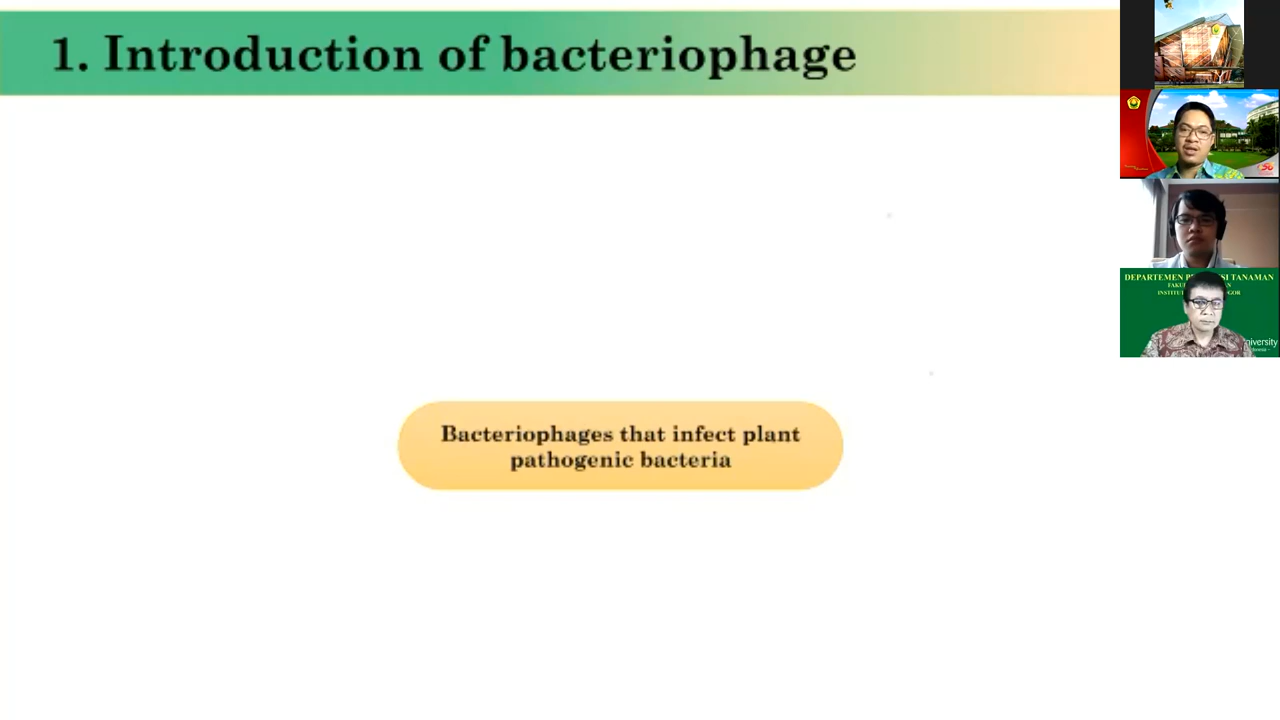 1. Introduction of bacteriophage
Bacteriophages that infect plant
pathogenic bacteria
DEPARTEMEN TANAMAN